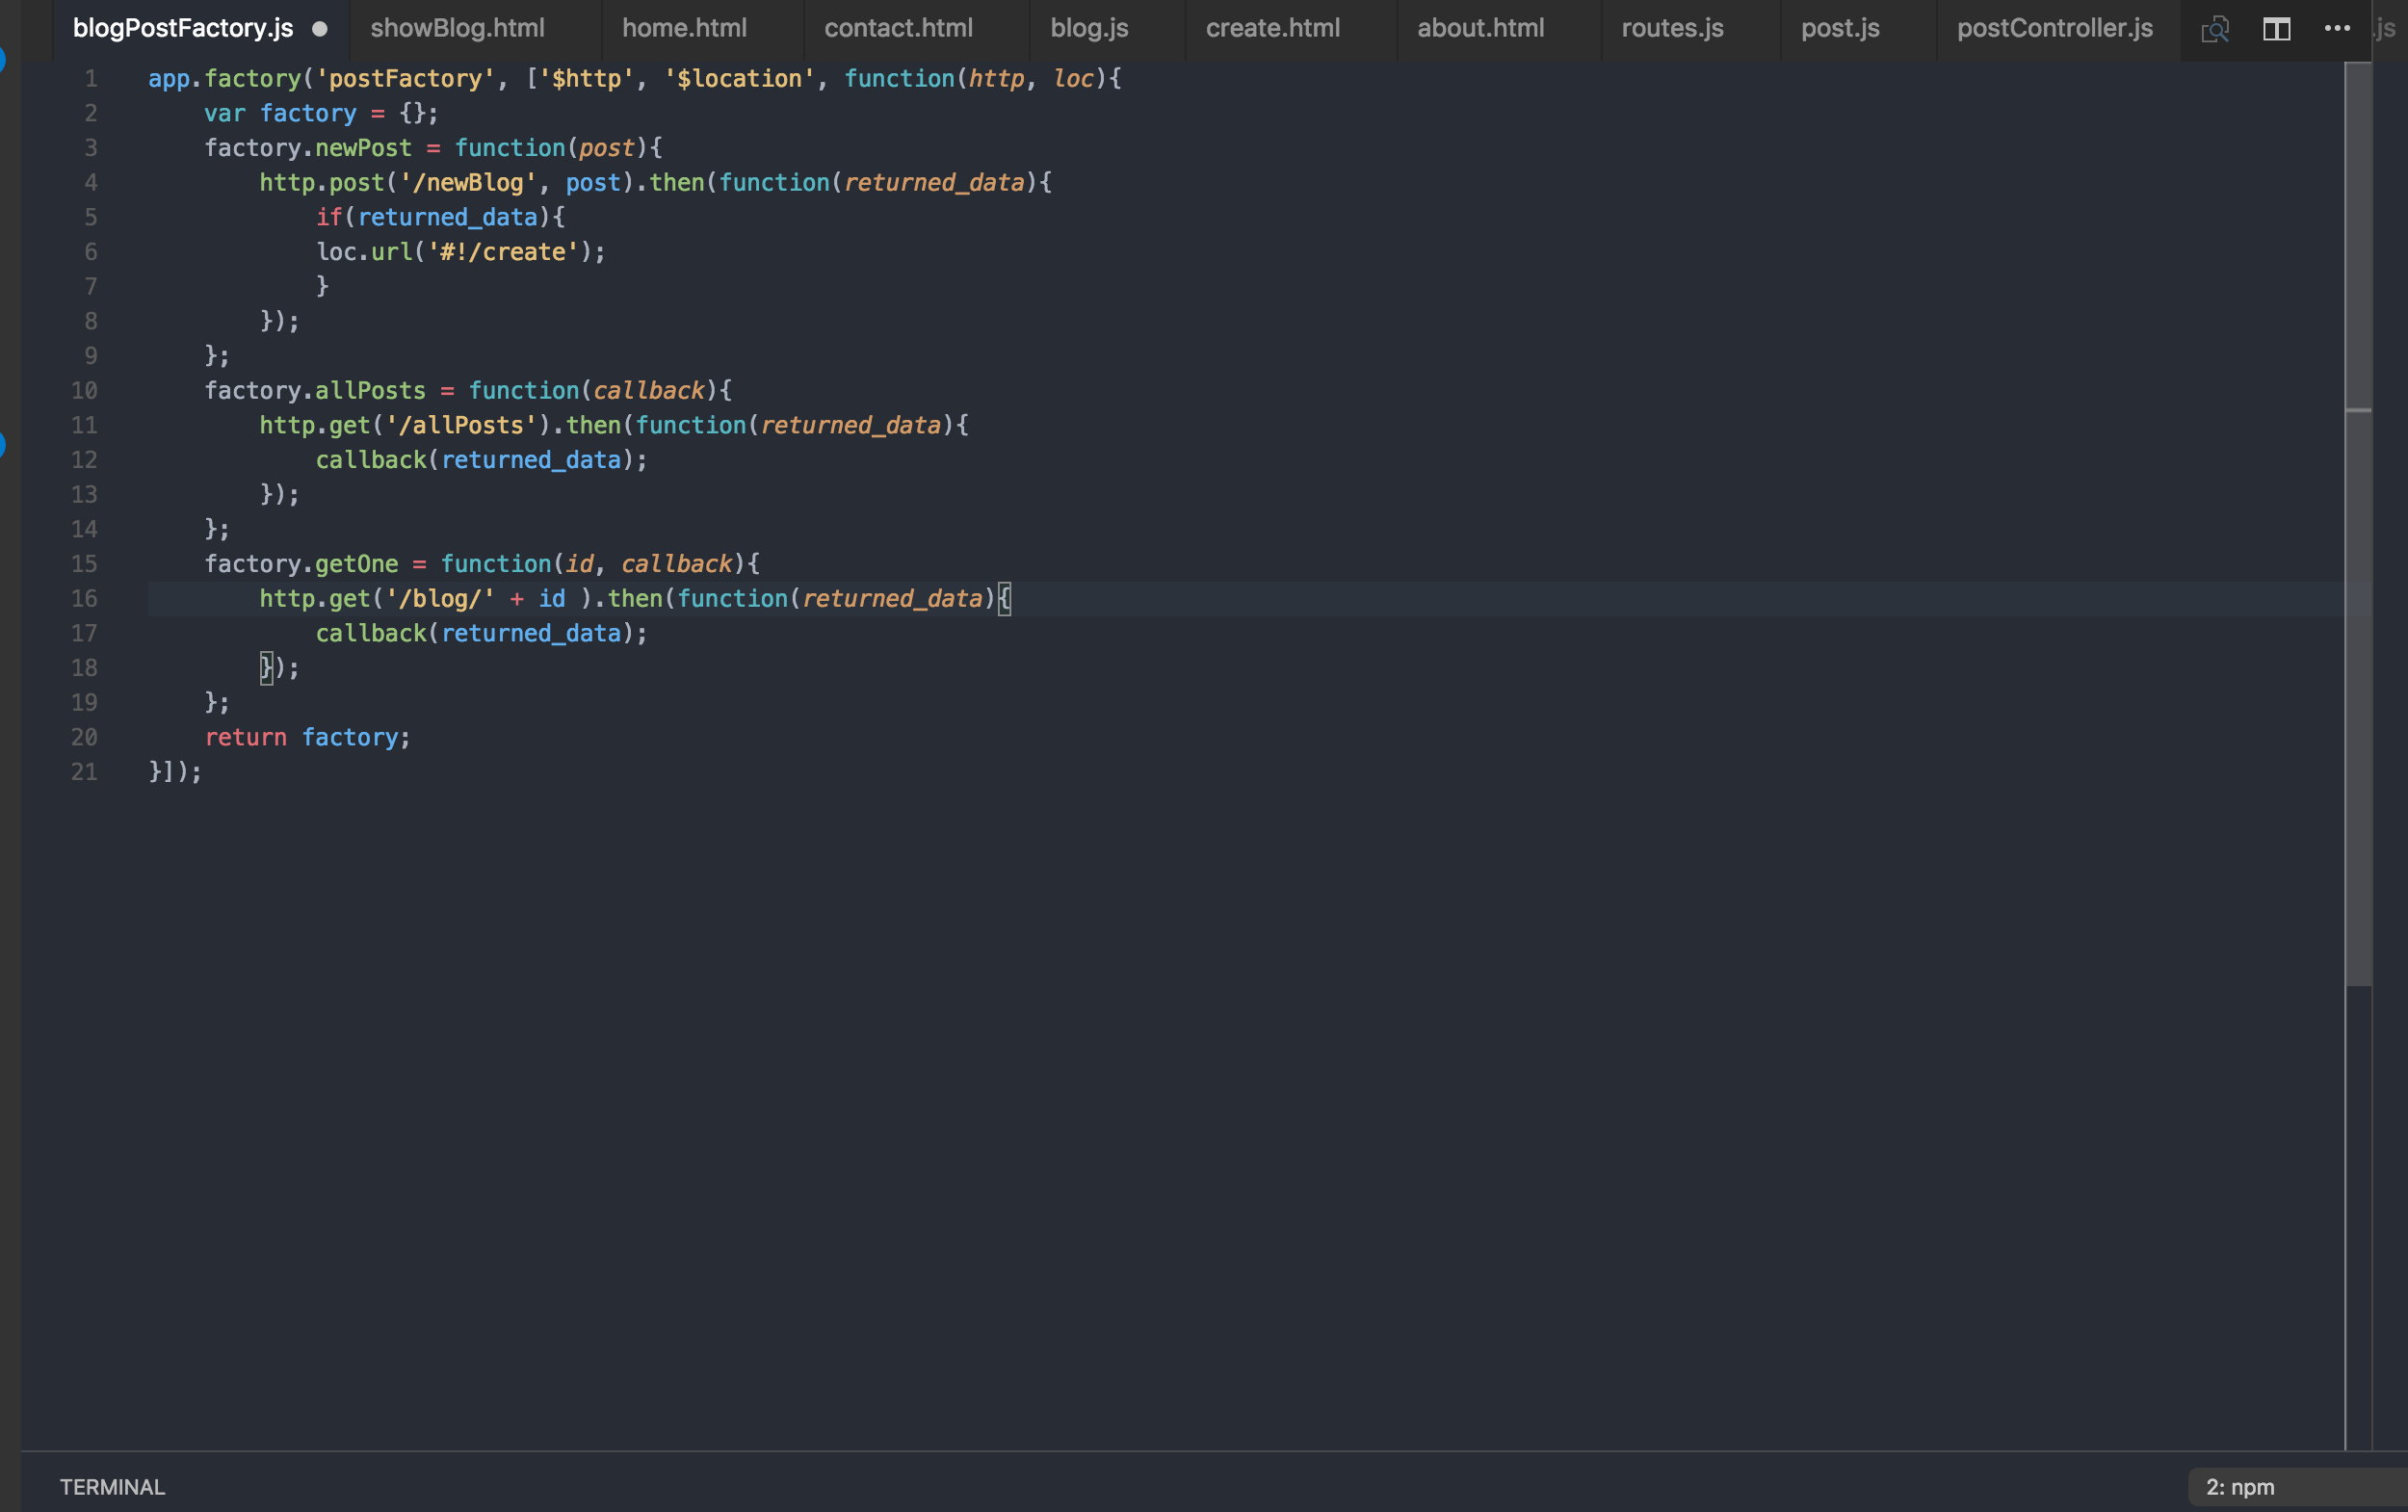 blogPostFactory.js showBlog.html home.html contact.html blog.js create.html about.html routes.js post.js postController.js .js
1 app.factory('postFactory', ['$http', '$location', function(http, loc){
2     var factory = {};
3     factory.newPost = function(post){
4         http.post('/newBlog', post).then(function(returned_data){
5             if(returned_data){
6             loc.url('#!/create');
7             }
8         });
9     };
10     factory.allPosts = function(callback){
11         http.get('/allPosts').then(function(returned_data){
12             callback(returned_data);
13         });
14     };
15     factory.getOne = function(id, callback){
16         http.get('/blog/' + id ).then(function(returned_data){
17             callback(returned_data);
18         });
19     };
20     return factory;
21 }]);
TERMINAL 2: npm